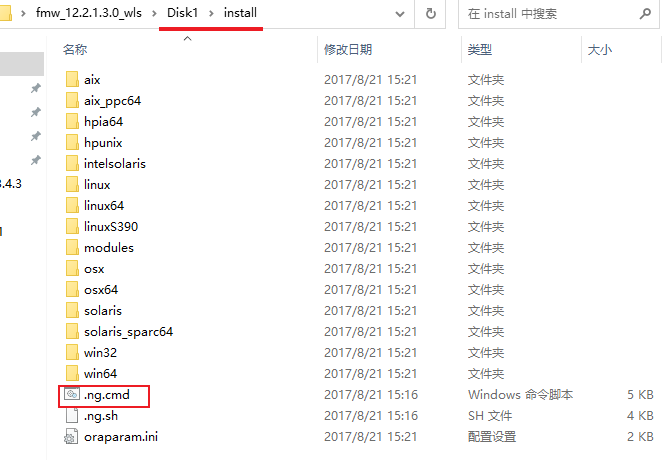 fmw_12.2.1.3.0_wls > Disk1 > install 在 install 中搜索
名称 修改日期 类型 大小
aix 2017/8/21 15:21 文件夹
aix_ppc64 2017/8/21 15:21 文件夹
hpia64 2017/8/21 15:21 文件夹
hpunix 2017/8/21 15:21 文件夹
intelsolaris 2017/8/21 15:21 文件夹
linux 2017/8/21 15:21 文件夹
linux64 2017/8/21 15:21 文件夹
linuxS390 2017/8/21 15:21 文件夹
modules 2017/8/21 15:21 文件夹
osx 2017/8/21 15:21 文件夹
osx64 2017/8/21 15:21 文件夹
solaris 2017/8/21 15:21 文件夹
solaris_sparc64 2017/8/21 15:21 文件夹
win32 2017/8/21 15:21 文件夹
win64 2017/8/21 15:21 文件夹
.ng.cmd 2017/8/21 15:16 Windows 命令脚本 5 KB
.ng.sh 2017/8/21 15:16 SH 文件 4 KB
oraparam.ini 2017/8/21 15:21 配置设置 2 KB
.4.3